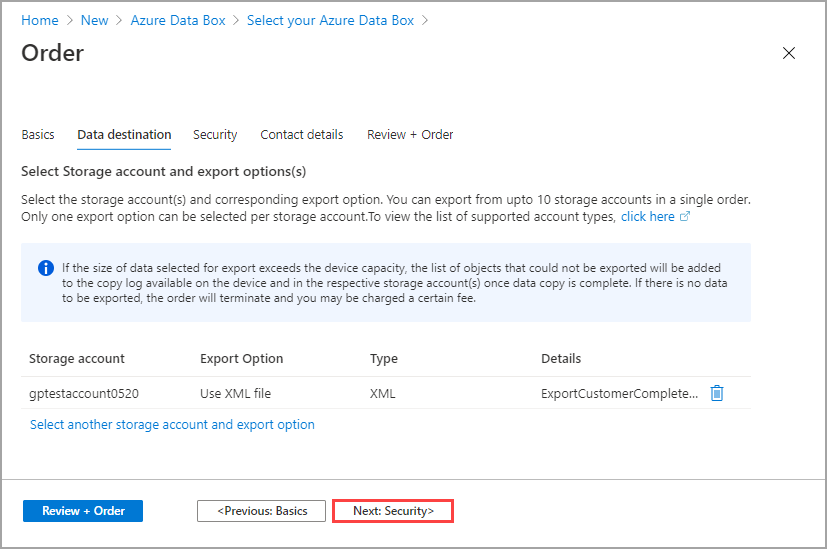 Home > New > Azure Data Box > Select your Azure Data Box >
Order
Basics Data destination Security Contact details Review + Order
Select Storage account and export options(s)
Select the storage account(s) and corresponding export option. You can export from upto 10 storage accounts in a single order.
Only one export option can be selected per storage account.To view the list of supported account types, click here
If the size of data selected for export exceeds the device capacity, the list of objects that could not be exported will be added
to the copy log available on the device and in the respective storage account(s) once data copy is complete. If there is no data
to be exported, the order will terminate and you may be charged a certain fee.
Storage account Export Option Type Details
gptestaccount0520 Use XML file XML ExportCustomerComplete...
Select another storage account and export option
Review + Order <Previous: Basics Next: Security>